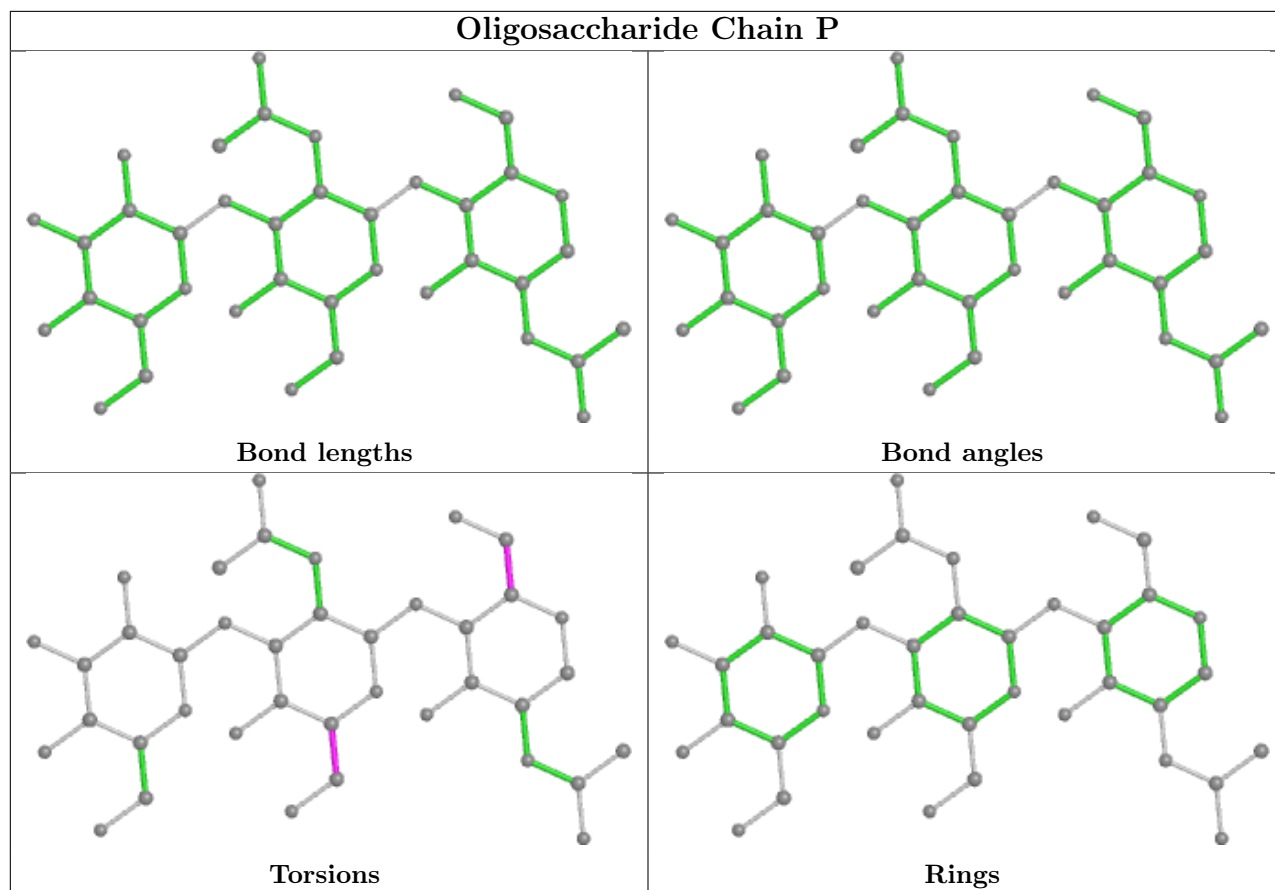 Oligosaccharide Chain P
Bond lengths
Bond angles
Torsions
Rings